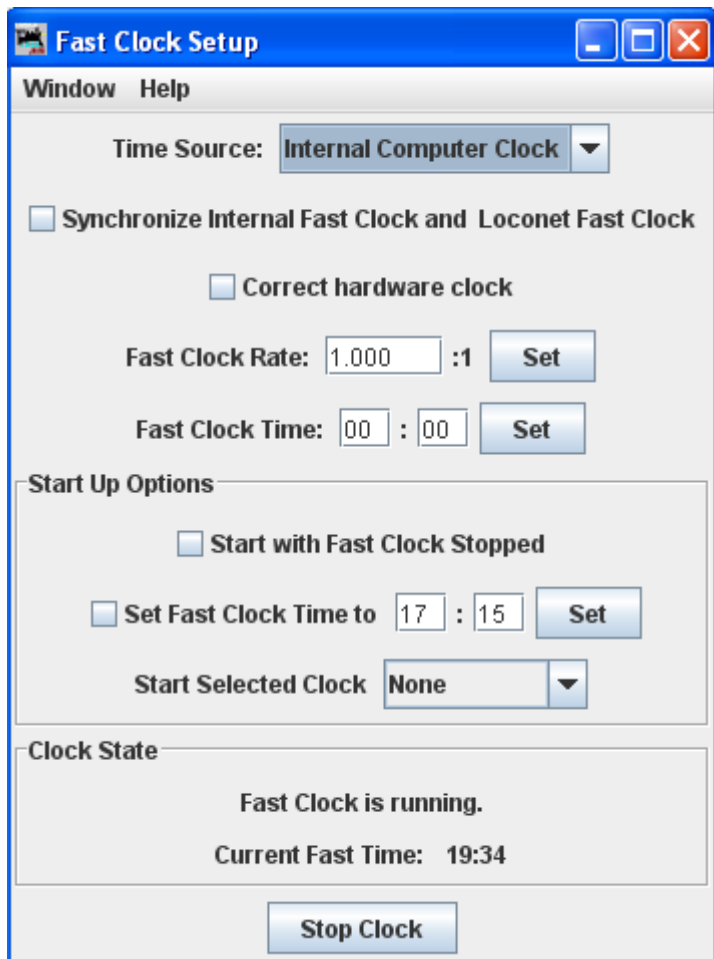 Fast Clock Setup
Window Help
Time Source: Internal Computer Clock
Synchronize Internal Fast Clock and Loconet Fast Clock
Correct hardware clock
Fast Clock Rate: 1.000 :1 Set
Fast Clock Time: 00 : 00 Set
Start Up Options
Start with Fast Clock Stopped
Set Fast Clock Time to 17 : 15 Set
Start Selected Clock None
Clock State
Fast Clock is running.
Current Fast Time: 19:34
Stop Clock